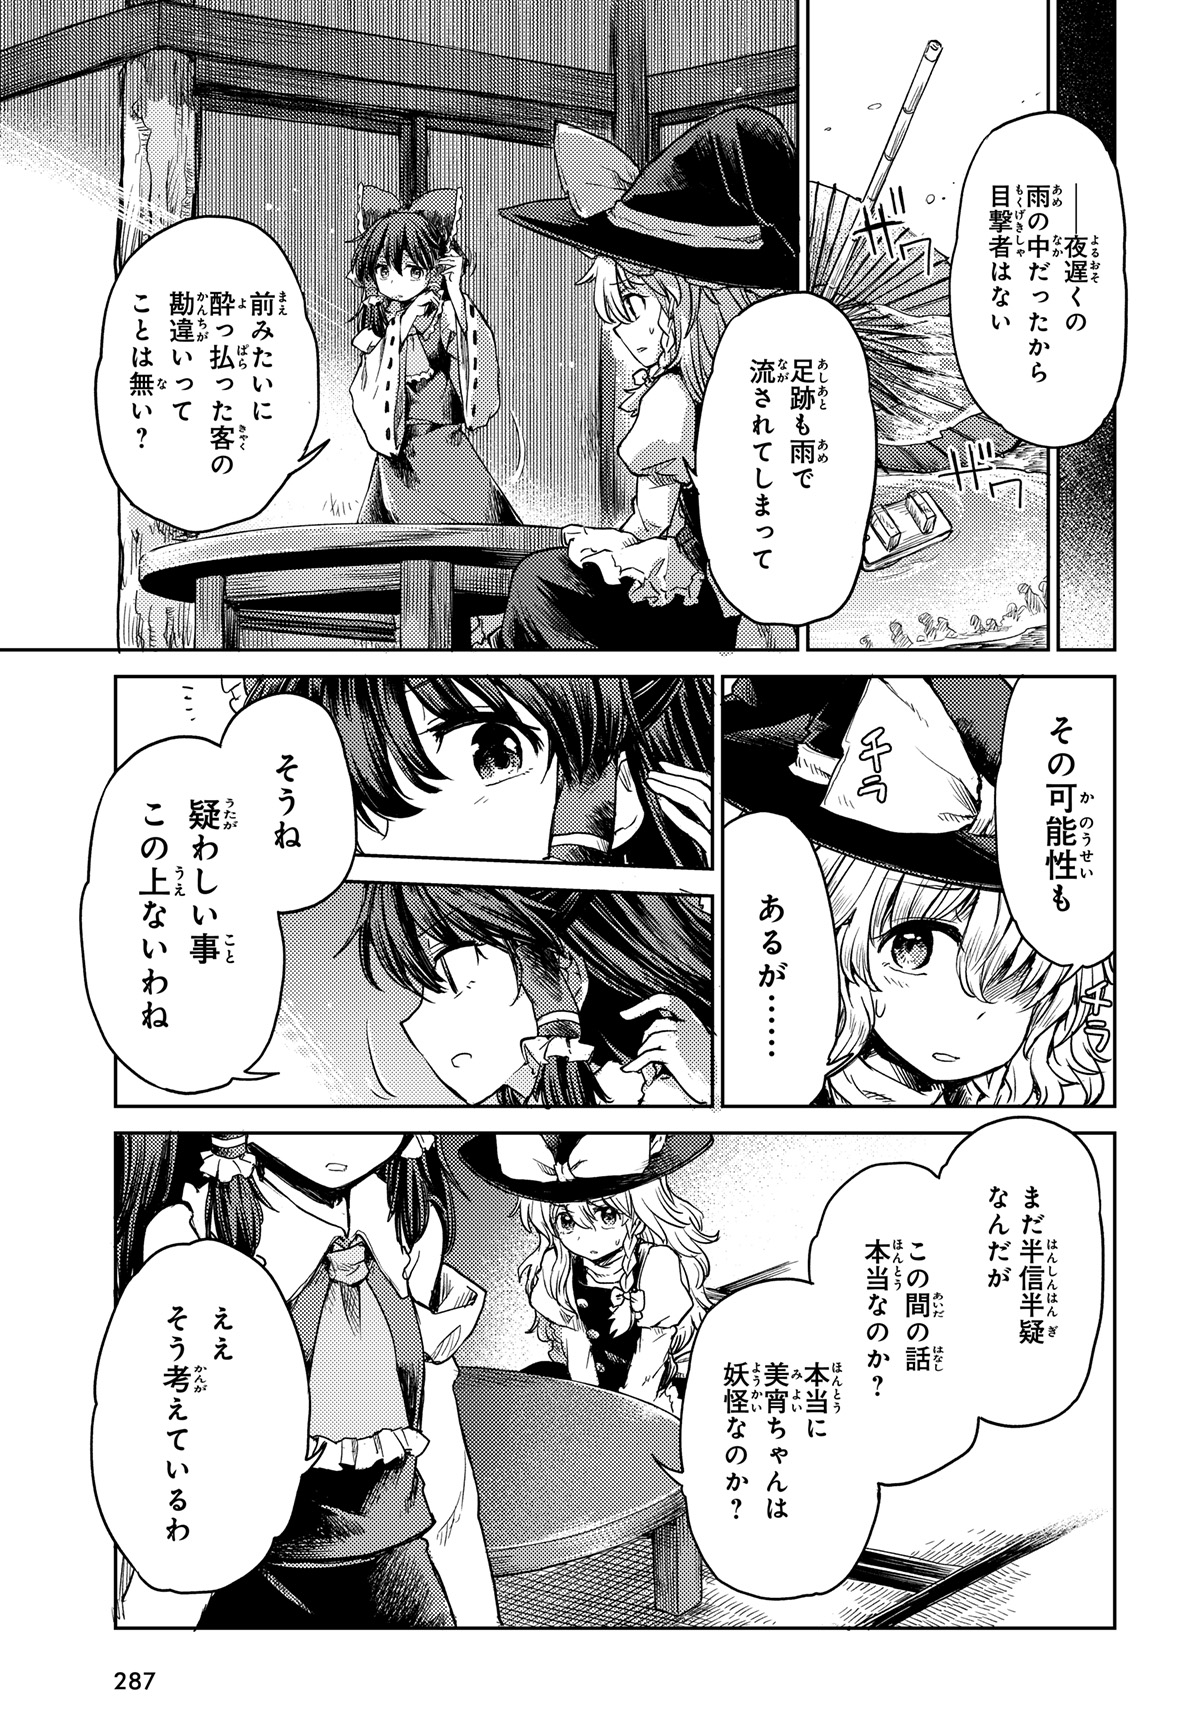 ――夜遅くの
雨の中だったから
目撃者はない
ザッ
ザッ
足跡も雨で
流されてしまって
前みたいに
酔っ払った客の
勘違いって
ことは無い?
その可能性も
チラ
あるが……
チラ
そうね
疑わしい事
この上ないわね
まだ半信半疑
なんだが
この間の話
本当なのか?
本当に
美宵ちゃんは
妖怪なのか?
ええ
そう考えているわ
287